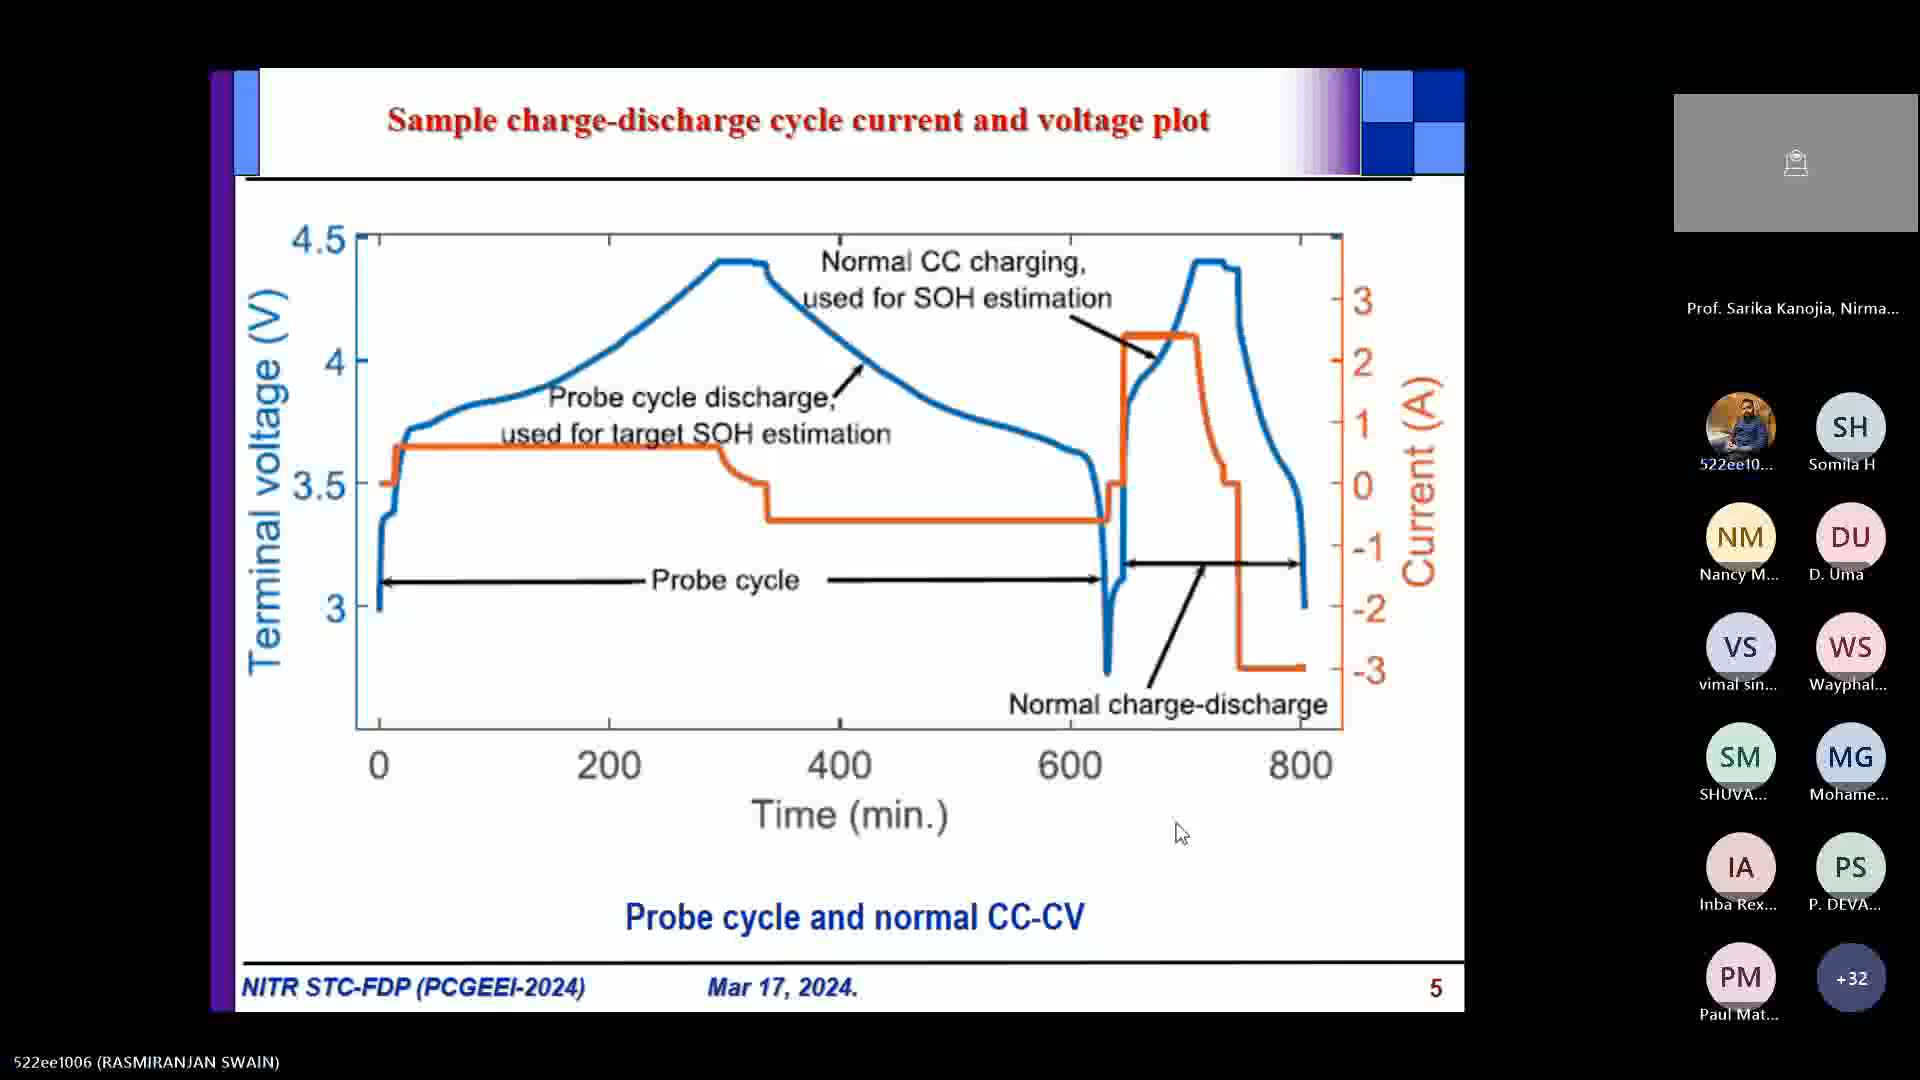 Sample charge-discharge cycle current and voltage plot
4.5
4
3.5
3
Terminal voltage (V)
Normal CC charging,
used for SOH estimation
Probe cycle discharge,
used for target SOH estimation
Probe cycle
Normal charge-discharge
3
2
1
0
-1
-2
-3
Current (A)
0 200 400 600 800
Time (min.)
Probe cycle and normal CC-CV
NITR STC-FDP (PCGEEI-2024) Mar 17, 2024. 5
Prof. Sarika Kanojia, Nirma...
522ee10...
SH
Somila H
NM
Nancy M...
DU
D. Uma
VS
vimal sin...
WS
Wayphal...
SM
SHUVA...
MG
Mohame...
IA
Inba Rex...
PS
P. DEVA...
PM
Paul Mat...
+32
522ee1006 (RASMIRANJAN SWAIN)